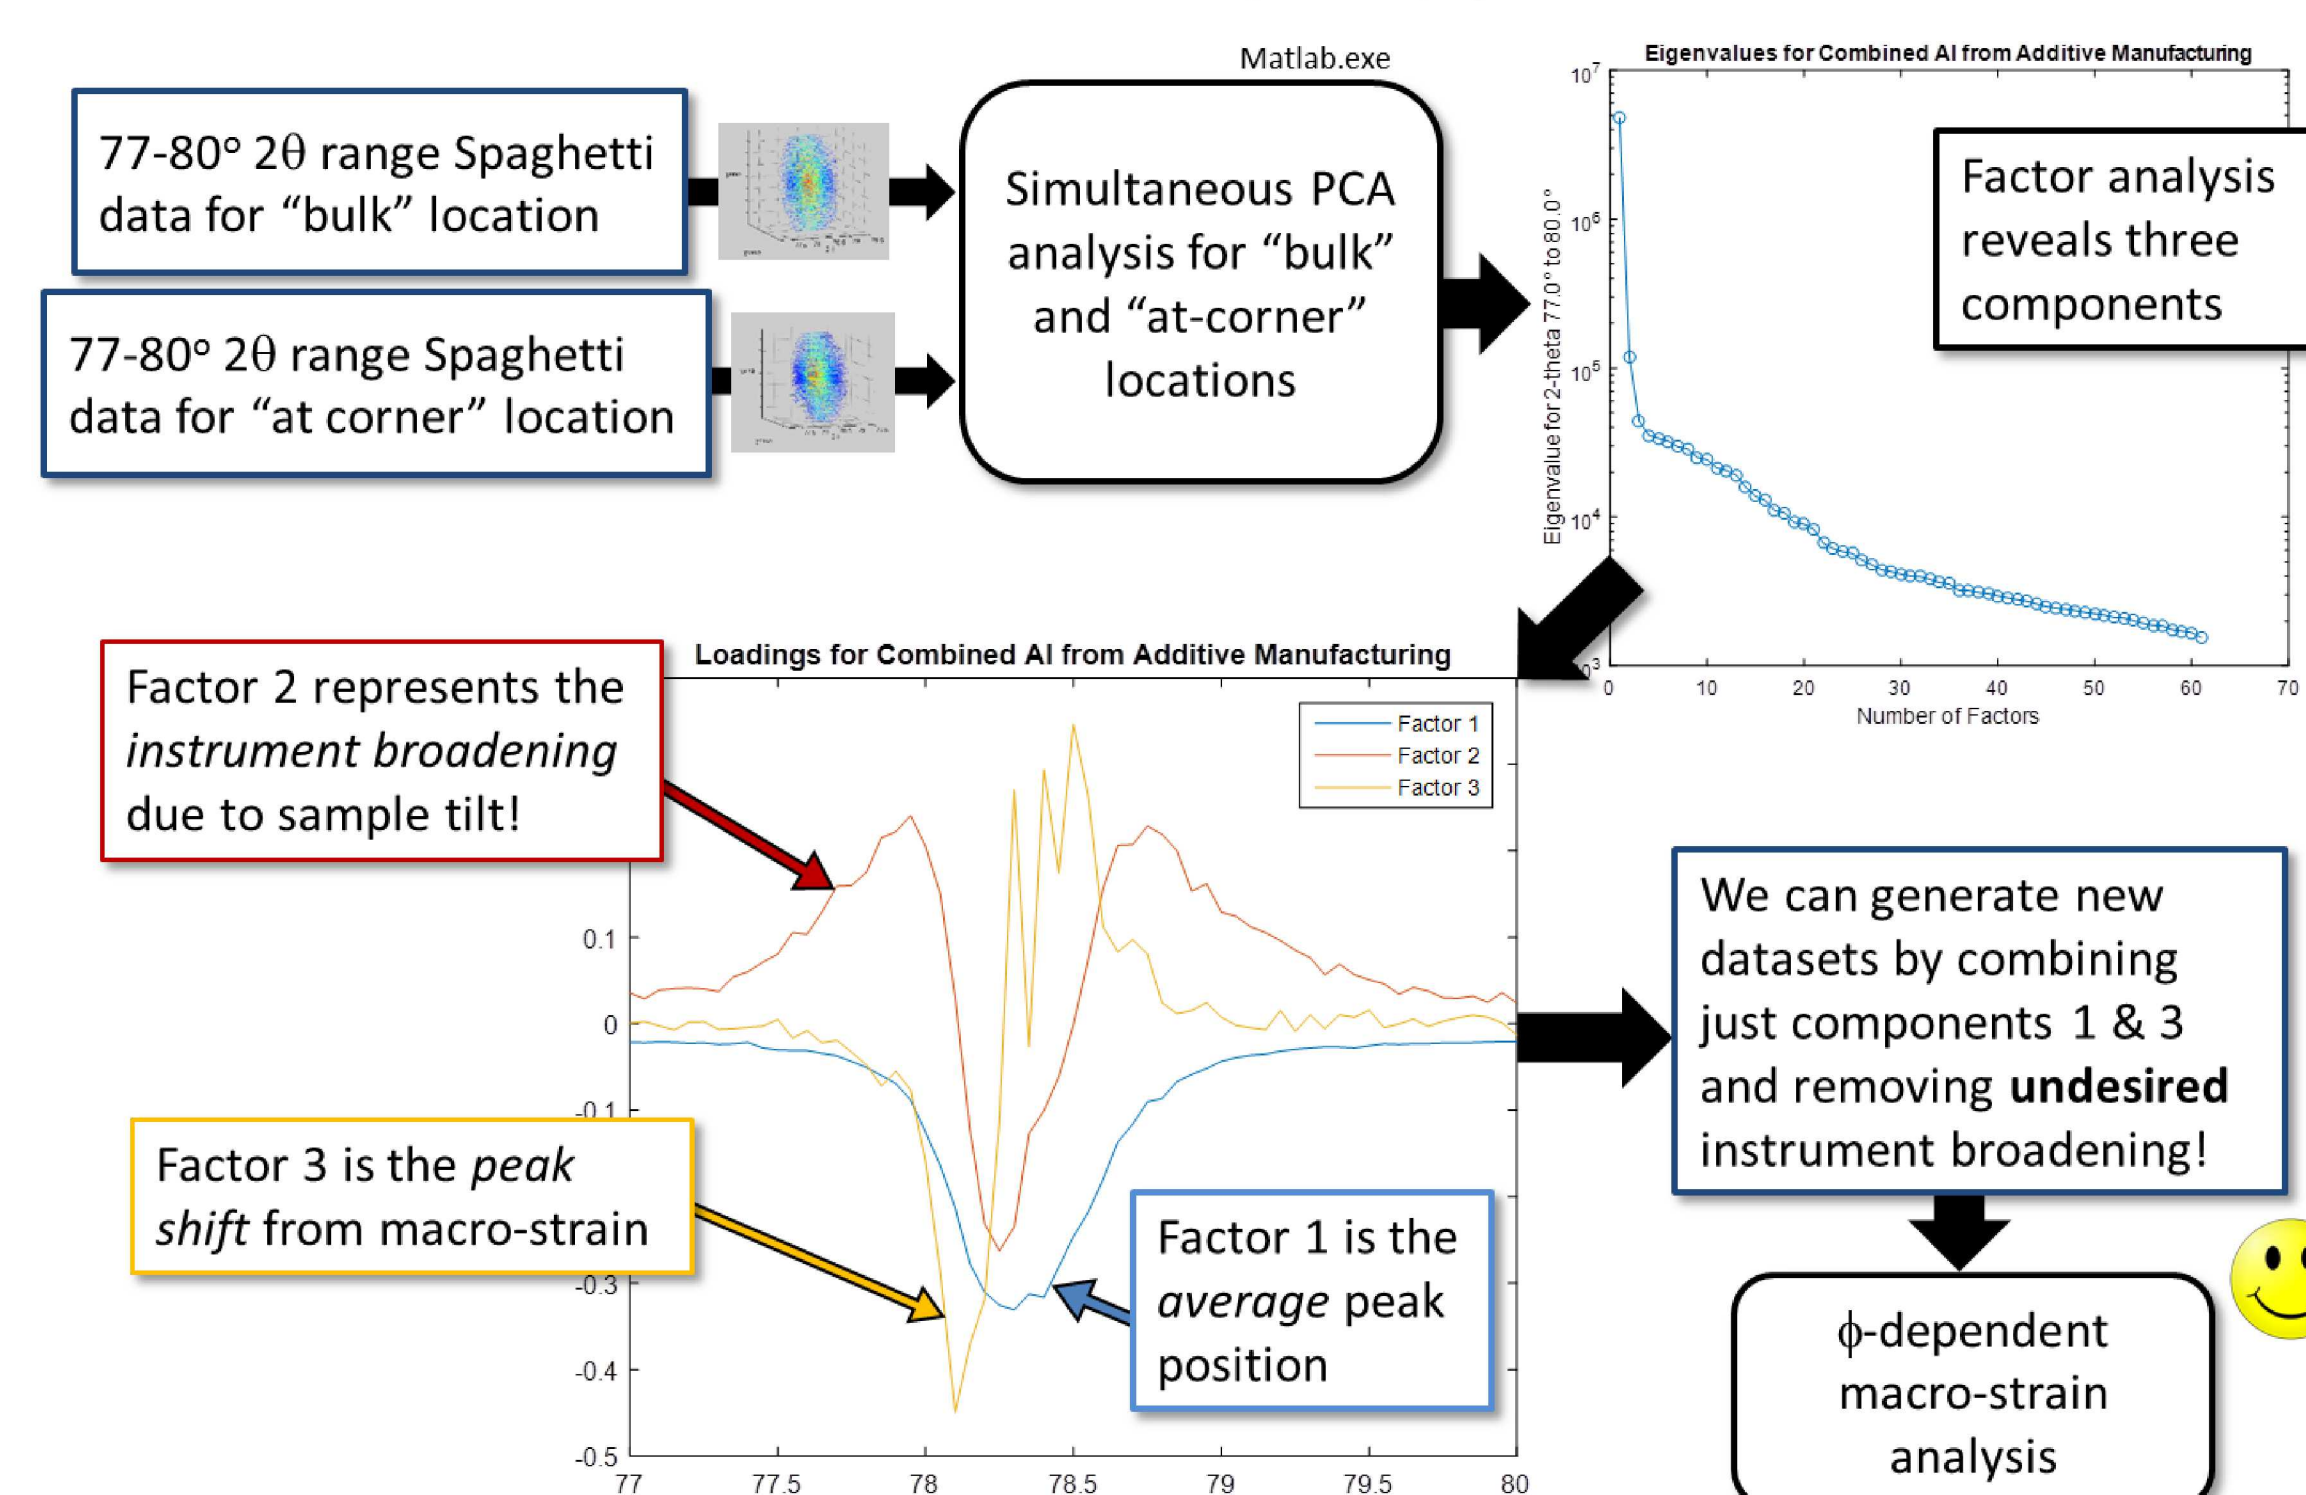 Matlab.exe
77-80° 2θ range Spaghetti
data for “bulk” location
77-80° 2θ range Spaghetti
data for “at corner” location
Simultaneous PCA
analysis for “bulk”
and “at-corner”
locations
Eigenvalues for Combined Al from Additive Manufacturing
Eigenvalue for 2-theta 77.0° to 80.0°
10⁷
10⁶
10⁵
10⁴
0³
0 10 20 30 40 50 60 70
Number of Factors
Factor analysis
reveals three
components
Loadings for Combined Al from Additive Manufacturing
Factor 1
Factor 2
Factor 3
Factor 2 represents the
instrument broadening
due to sample tilt!
0.1
0
-0.1
-0.3
-0.4
-0.5
77 77.5 78 78.5 79 79.5 80
Factor 3 is the peak
shift from macro-strain
Factor 1 is the
average peak
position
We can generate new
datasets by combining
just components 1 & 3
and removing undesired
instrument broadening!
ϕ-dependent
macro-strain
analysis